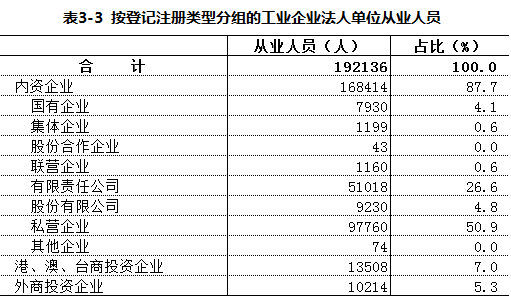 表3-3 按登记注册类型分组的工业企业法人单位从业人员
从业人员（人） 占比（%）
合 计 192136 100.0
内资企业 168414 87.7
国有企业 7930 4.1
集体企业 1199 0.6
股份合作企业 43 0.0
联营企业 1160 0.6
有限责任公司 51018 26.6
股份有限公司 9230 4.8
私营企业 97760 50.9
其他企业 74 0.0
港、澳、台商投资企业 13508 7.0
外商投资企业 10214 5.3